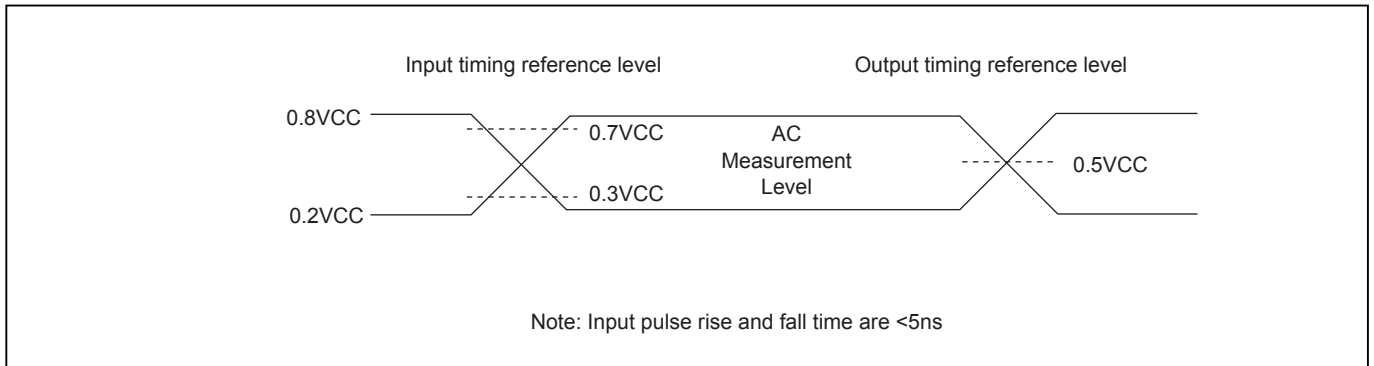 Input timing reference level
Output timing reference level
0.8VCC
0.7VCC
AC
Measurement
Level
0.5VCC
0.3VCC
0.2VCC
Note: Input pulse rise and fall time are <5ns